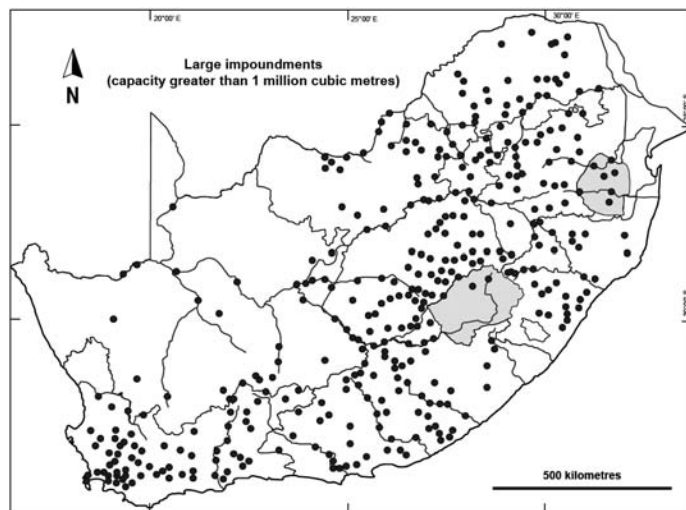 20°00' E
25°00' E
30°00' E
Large impoundments
(capacity greater than 1 million cubic metres)
N
500 kilometres